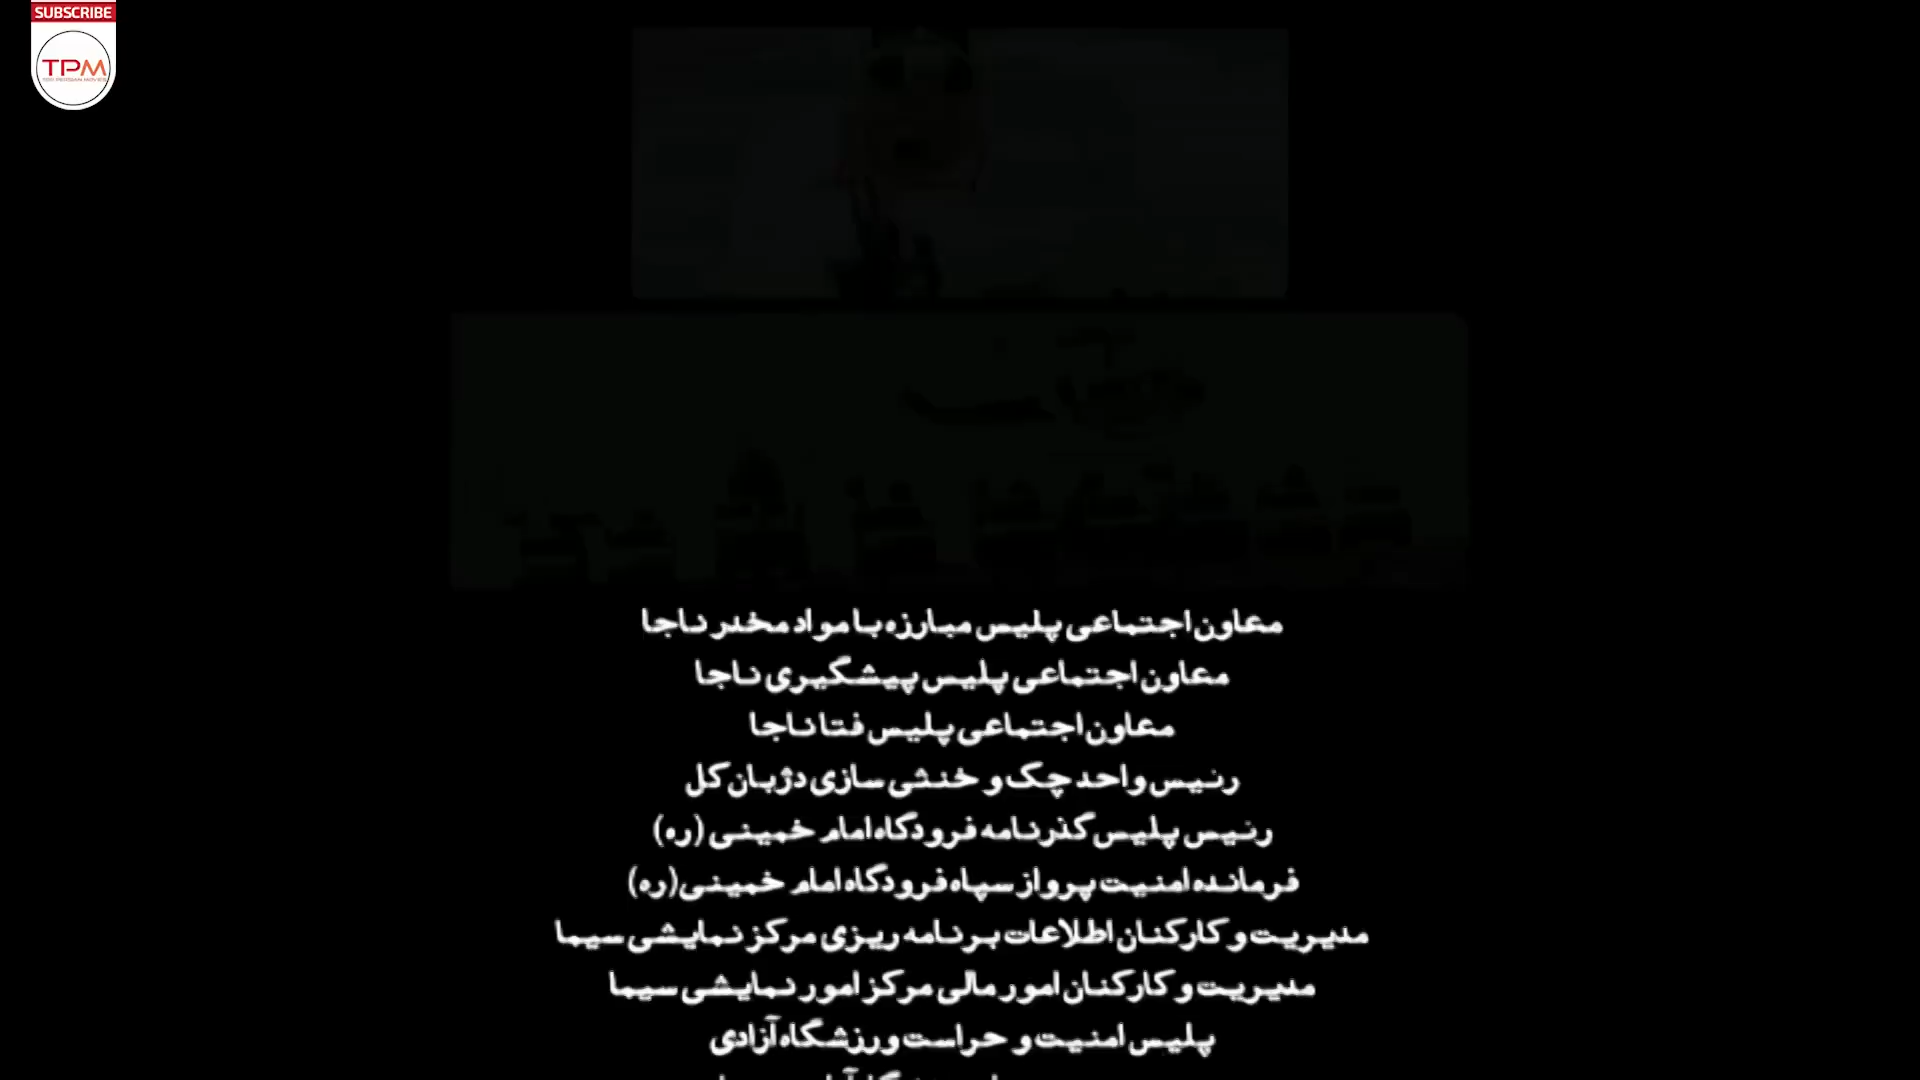 SUBSCRIBE
TPM
TOP PERSIAN MOVIES
معاون اجتماعی پلیس مبارزه با مواد مخدر ناجا
معاون اجتماعی پلیس پیشگیری ناجا
معاون اجتماعی پلیس فتا ناجا
رئیس واحد چک و خنثی سازی دژبان کل
رئیس پلیس گذرنامه فرودگاه امام خمینی (ره)
فرمانده امنیت پرواز سپاه فرودگاه امام خمینی(ره)
مدیریت و کارکنان اطلاعات برنامه ریزی مرکز نمایشی سیما
مدیریت و کارکنان امور مالی مرکز امور نمایشی سیما
پلیس امنیت و حراست ورزشگاه آزادی